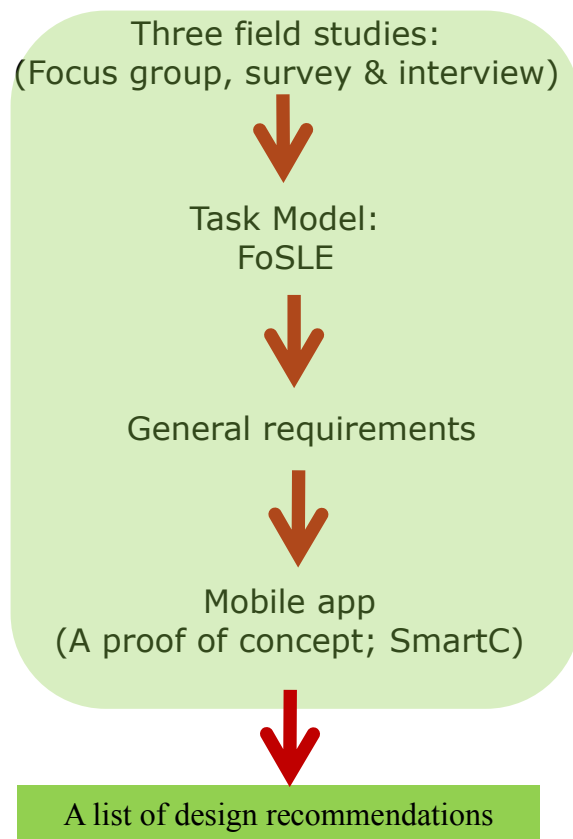 Three field studies:
(Focus group, survey & interview)
Task Model:
FoSLE
General requirements
Mobile app
(A proof of concept; SmartC)
A list of design recommendations